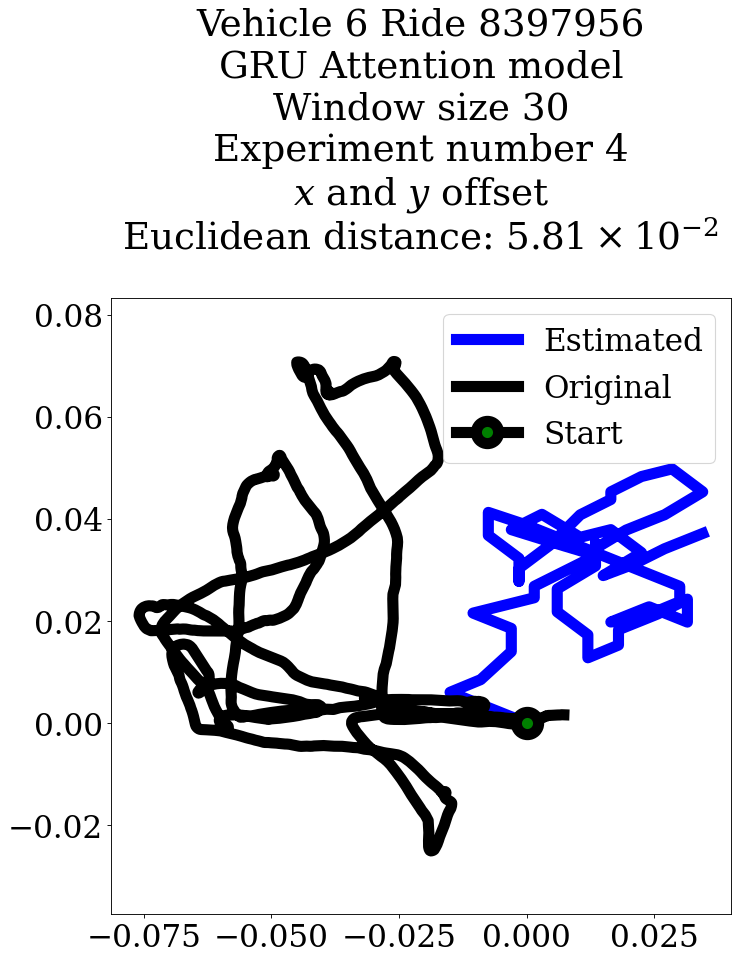 Vehicle 6 Ride 8397956
GRU Attention model
Window size 30
Experiment number 4
x and y offset
Euclidean distance: 5.81 × 10⁻²
Estimated
Original
Start
0.08
0.06
0.04
0.02
0.00
−0.02
−0.075 −0.050 −0.025 0.000 0.025